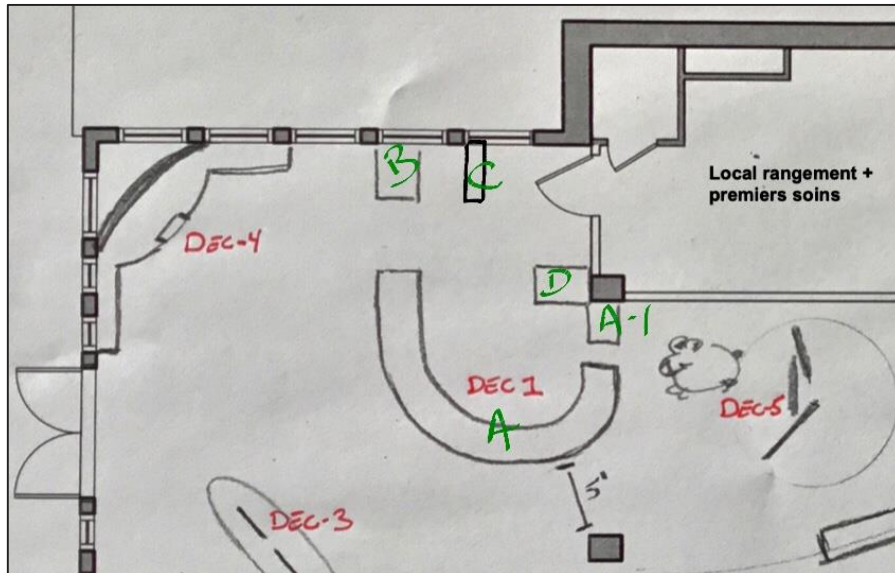 B
C
Local rangement +
premiers soins
DEC-4
D
A-1
DEC 1
DEC-5
A
5'
DEC-3